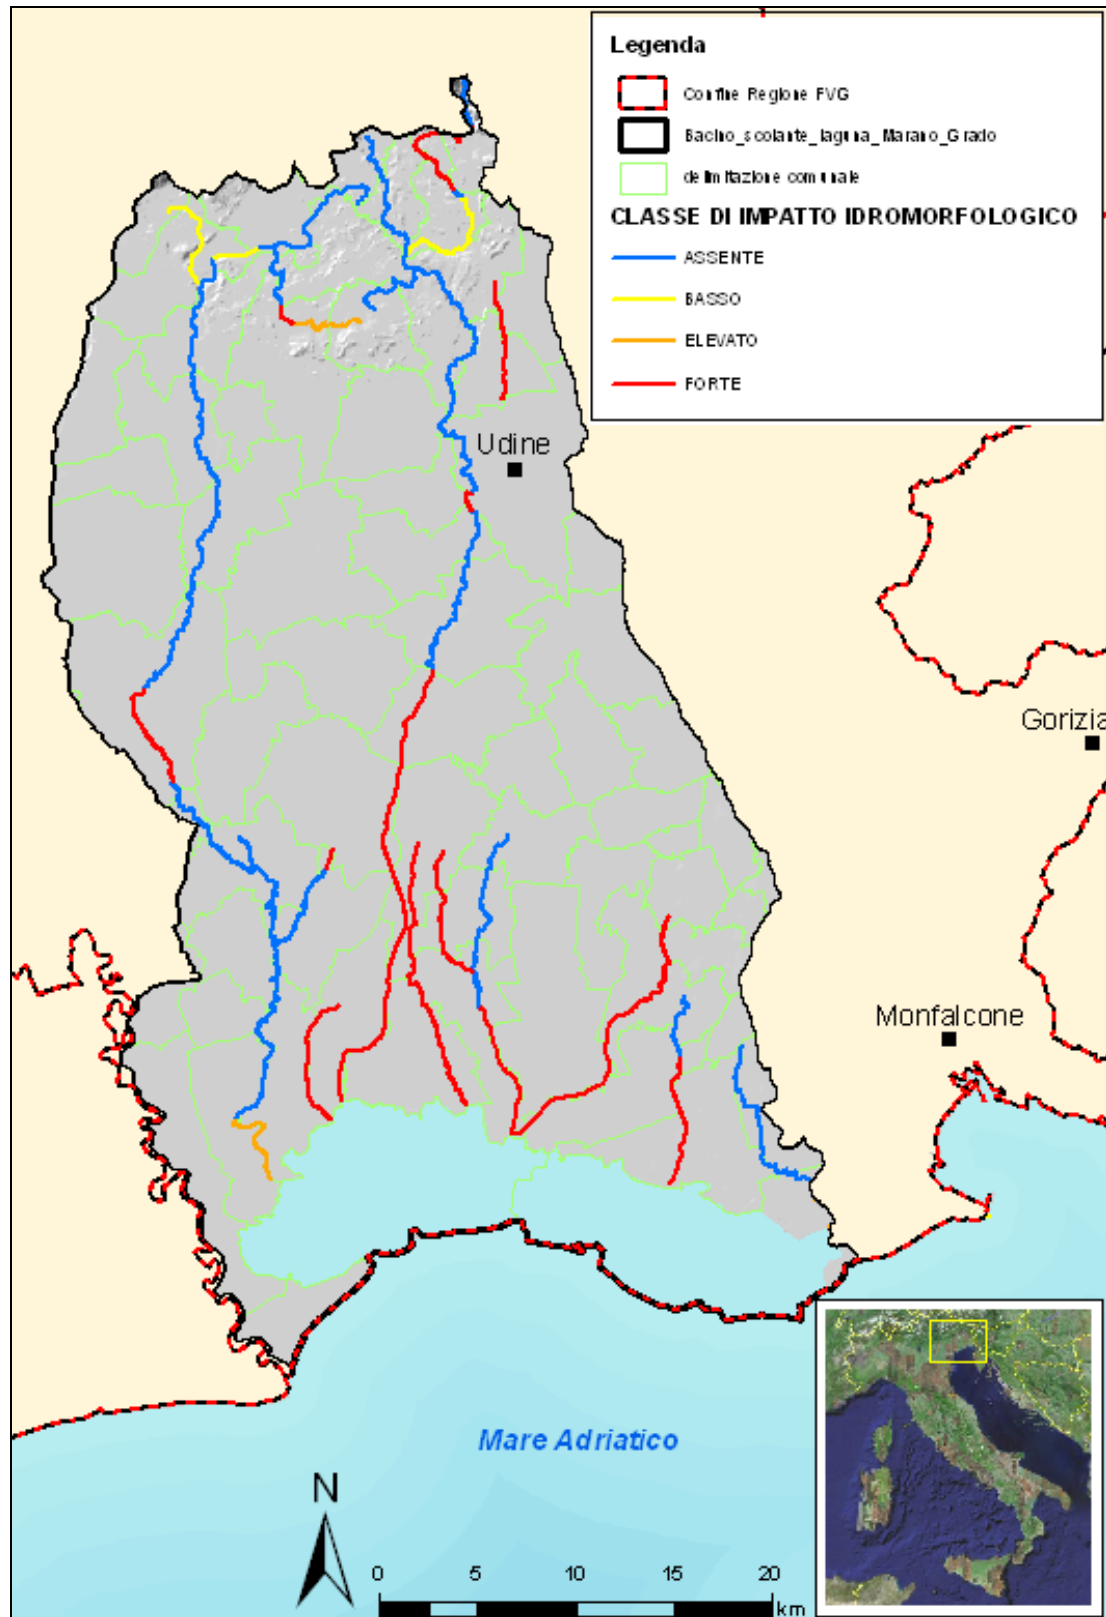 Legenda
Confine Regione FVG
Bacino_scolante_laguna_Marano_Grado
delimitazione comunale
CLASSE DI IMPATTO IDROMORFOLOGICO
ASSENTE
BASSO
ELEVATO
FORTE
Udine
Gorizia
Monfalcone
Mare Adriatico
N
0 5 10 15 20
km